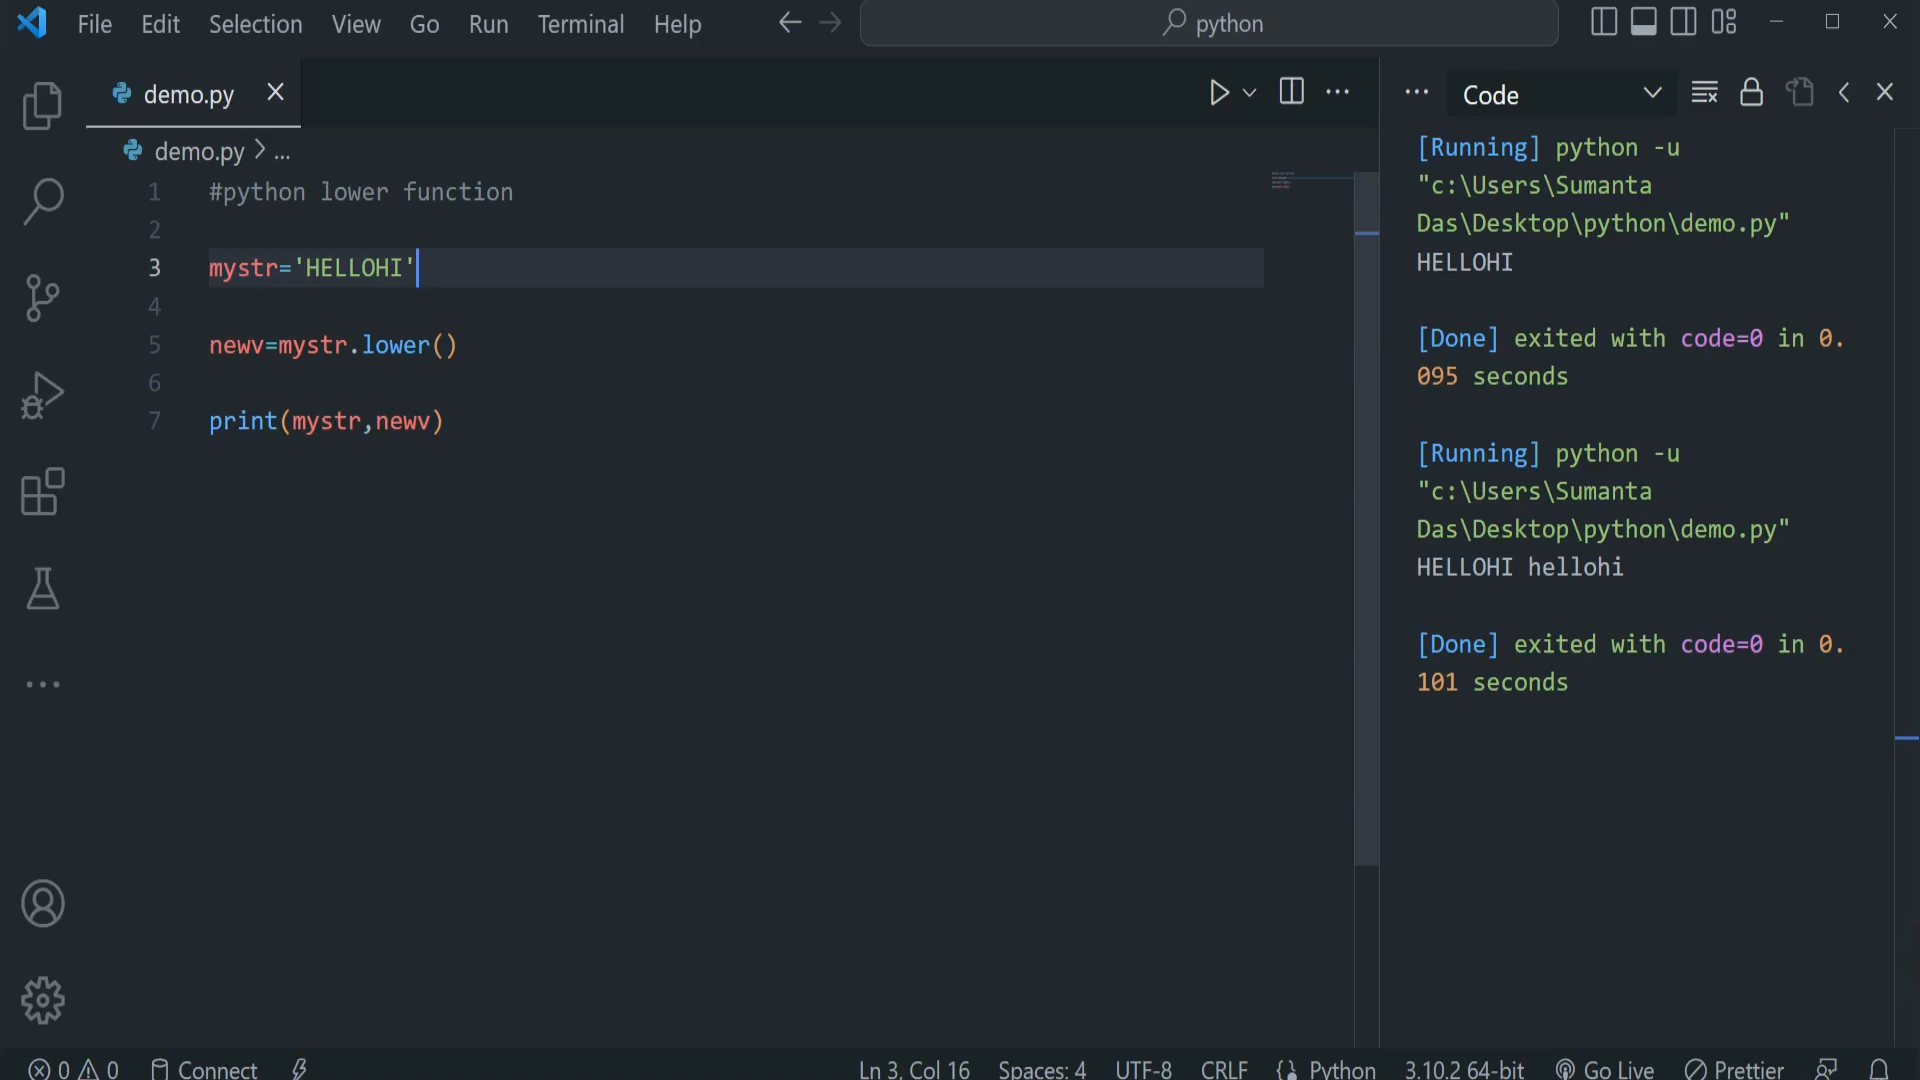 File Edit Selection View Go Run Terminal Help
python
demo.py
Code
demo.py > ...
1 #python lower function
2
3 mystr='HELLOHI'
4
5 newv=mystr.lower()
6
7 print(mystr,newv)
[Running] python -u
"c:\Users\Sumanta
Das\Desktop\python\demo.py"
HELLOHI
[Done] exited with code=0 in 0.
095 seconds
[Running] python -u
"c:\Users\Sumanta
Das\Desktop\python\demo.py"
HELLOHI hellohi
[Done] exited with code=0 in 0.
101 seconds
0 0 Connect Ln 3, Col 16 Spaces: 4 UTF-8 CRLF Python 3.10.2 64-bit Go Live Prettier